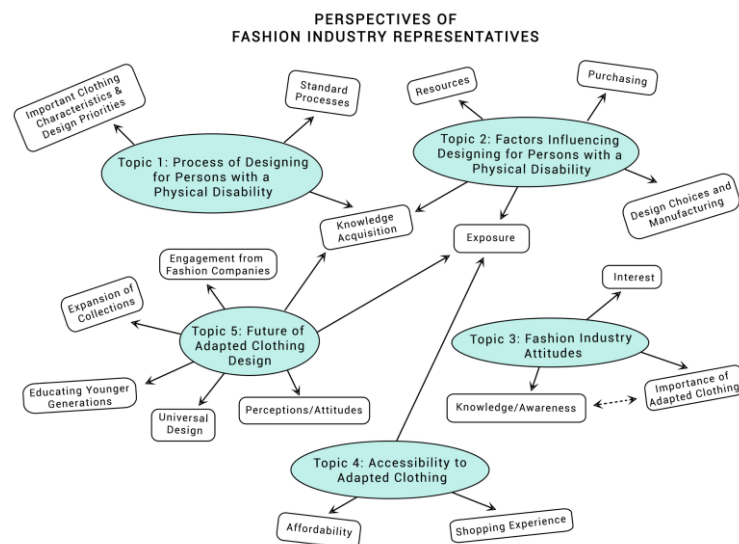 PERSPECTIVES OF
FASHION INDUSTRY REPRESENTATIVES
Important Clothing
Characteristics &
Design Priorities
Standard
Processes
Resources
Purchasing
Topic 1: Process of Designing
for Persons with a
Physical Disability
Topic 2: Factors Influencing
Designing for Persons with a
Physical Disability
Design Choices and
Manufacturing
Knowledge
Acquisition
Exposure
Engagement from
Fashion Companies
Expansion of
Collections
Interest
Topic 5: Future of
Adapted Clothing
Design
Topic 3: Fashion Industry
Attitudes
Educating Younger
Generations
Universal
Design
Perceptions/Attitudes
Knowledge/Awareness
Importance of
Adapted Clothing
Topic 4: Accessibility to
Adapted Clothing
Affordability
Shopping Experience